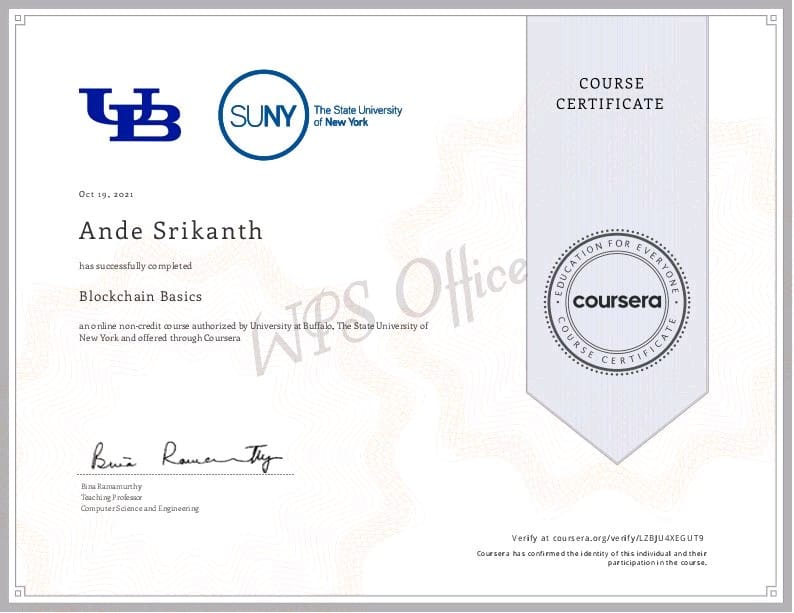 UB
SUNY
The State University
of New York
COURSE
CERTIFICATE
Oct 19, 2021
Ande Srikanth
has successfully completed
Blockchain Basics
an online non-credit course authorized by University at Buffalo, The State University of
New York and offered through Coursera
WPS Office
EDUCATION FOR EVERYONE
coursera
COURSE CERTIFICATE
Bina Ramamurthy
Bina Ramamurthy
Teaching Professor
Computer Science and Engineering
Verify at coursera.org/verify/LZBJU4XEGUT9
Coursera has confirmed the identity of this individual and their
participation in the course.